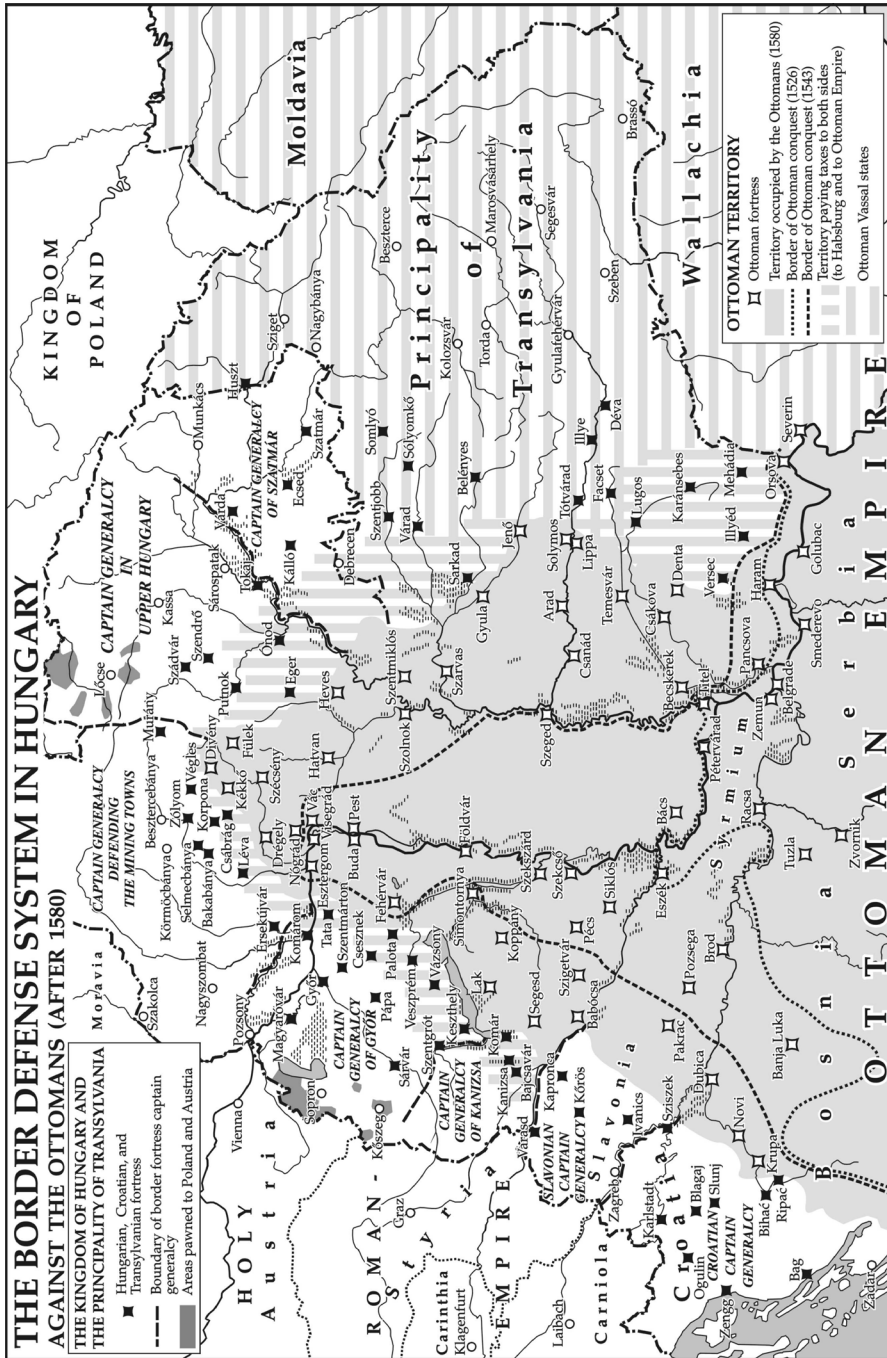 THE BORDER DEFENSE SYSTEM IN HUNGARY
AGAINST THE OTTOMANS (AFTER 1580)
THE KINGDOM OF HUNGARY AND
THE PRINCIPALITY OF TRANSYLVANIA
Hungarian, Croatian, and
Transylvanian fortress
Boundary of border fortress captain
generalcy
Areas pawned to Poland and Austria
KINGDOM
OF
POLAND
Moldavia
Moravia
HOLY
ROMAN-
EMPIRE
Austria
Styria
Carinthia
Carniola
Croatia
Slavonia
Bosnia
Syrmium
Serbia
OTTOMAN EMPIRE
Wallachia
Principality
of
Transylvania
CAPTAIN GENERALCY
DEFENDING
THE MINING TOWNS
CAPTAIN GENERALCY
IN
UPPER HUNGARY
CAPTAIN GENERALCY
OF SZATMÁR
CAPTAIN
GENERALCY
OF GYŐR
CAPTAIN
GENERALCY
OF KANIZSA
SLAVONIAN
CAPTAIN
GENERALCY
CROATIAN
CAPTAIN
GENERALCY
Szakolca
Nagyszombat
Pozsony
Vienna
Magyaróvár
Sopron
Kőszeg
Graz
Klagenfurt
Laibach
Körmöcbánya
Besztercebánya
Selmecbánya
Bakabánya
Zólyom
Végles
Korpona
Csábrág
Léva
Murány
Divény
Kékkő
Fülek
Szécsény
Drégely
Nógrád
Vác
Visegrád
Esztergom
Hatvan
Pest
Buda
Érsekújvár
Komárom
Tata
Szentmárton
Csesznek
Győr
Pápa
Palota
Veszprém
Vázsony
Fehérvár
Sárvár
Szentgrót
Keszthely
Komár
Kanizsa
Bajcsavár
Lak
Segesd
Koppány
Simontornya
Földvár
Szekszárd
Szekcső
Siklós
Pécs
Szigetvár
Babócsa
Várasd
Kapronca
Kőrös
Ivanics
Zagreb
Sziszek
Karlstadt
Ogulin
Blagaj
Slunj
Zengg
Bihać
Ripač
Krupa
Novi
Dubica
Banja Luka
Pakrac
Pozsega
Brod
Bag
Zadar
Lőcse
Kassa
Szádvár
Szendrő
Putnok
Ónod
Eger
Heves
Sárospatak
Tokaj
Várda
Munkács
Huszt
Sziget
Nagybánya
Ecsed
Szatmár
Kálló
Debrecen
Szentmiklós
Szolnok
Szarvas
Szentjobb
Somlyó
Várad
Sólyomkő
Belényes
Sarkad
Gyula
Jenő
Kolozsvár
Torda
Beszterce
Marosvásárhely
Segesvár
Gyulafehérvár
Szeben
Brassó
Déva
Illye
Tótvárad
Solymos
Lippa
Facset
Arad
Csanád
Szeged
Temesvár
Lugos
Karánsebes
Mehádia
Illyéd
Versec
Denta
Csákova
Becskerek
Titel
Pancsova
Belgrade
Zemun
Haram
Smederevo
Golubac
Orsova
Severin
Pétervárad
Bács
Eszék
Racsa
Tuzla
Zvornik
OTTOMAN TERRITORY
Ottoman fortress
Territory occupied by the Ottomans (1580)
Border of Ottoman conquest (1526)
Border of Ottoman conquest (1543)
Territory paying taxes to both sides
(to Habsburg and to Ottoman Empire)
Ottoman Vassal states